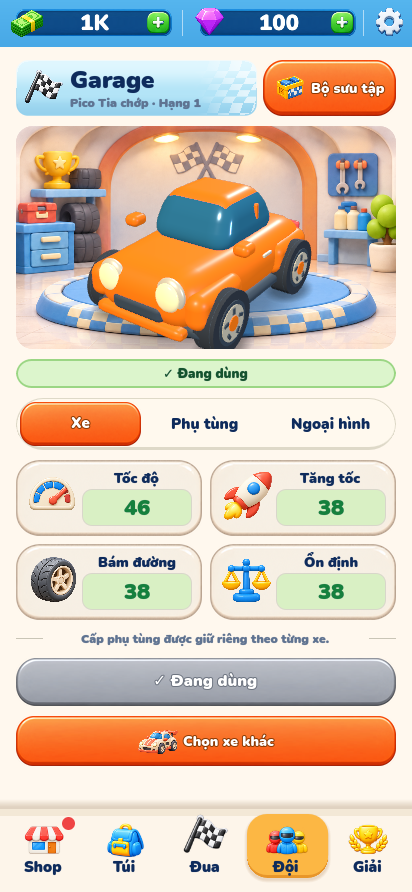 1K
100
Garage
Pico Tia chớp · Hạng 1
Bộ sưu tập
✓ Đang dùng
Xe
Phụ tùng
Ngoại hình
Tốc độ
46
Tăng tốc
38
Bám đường
38
Ổn định
38
Cấp phụ tùng được giữ riêng theo từng xe.
✓ Đang dùng
Chọn xe khác
Shop
Túi
Đua
Đội
Giải